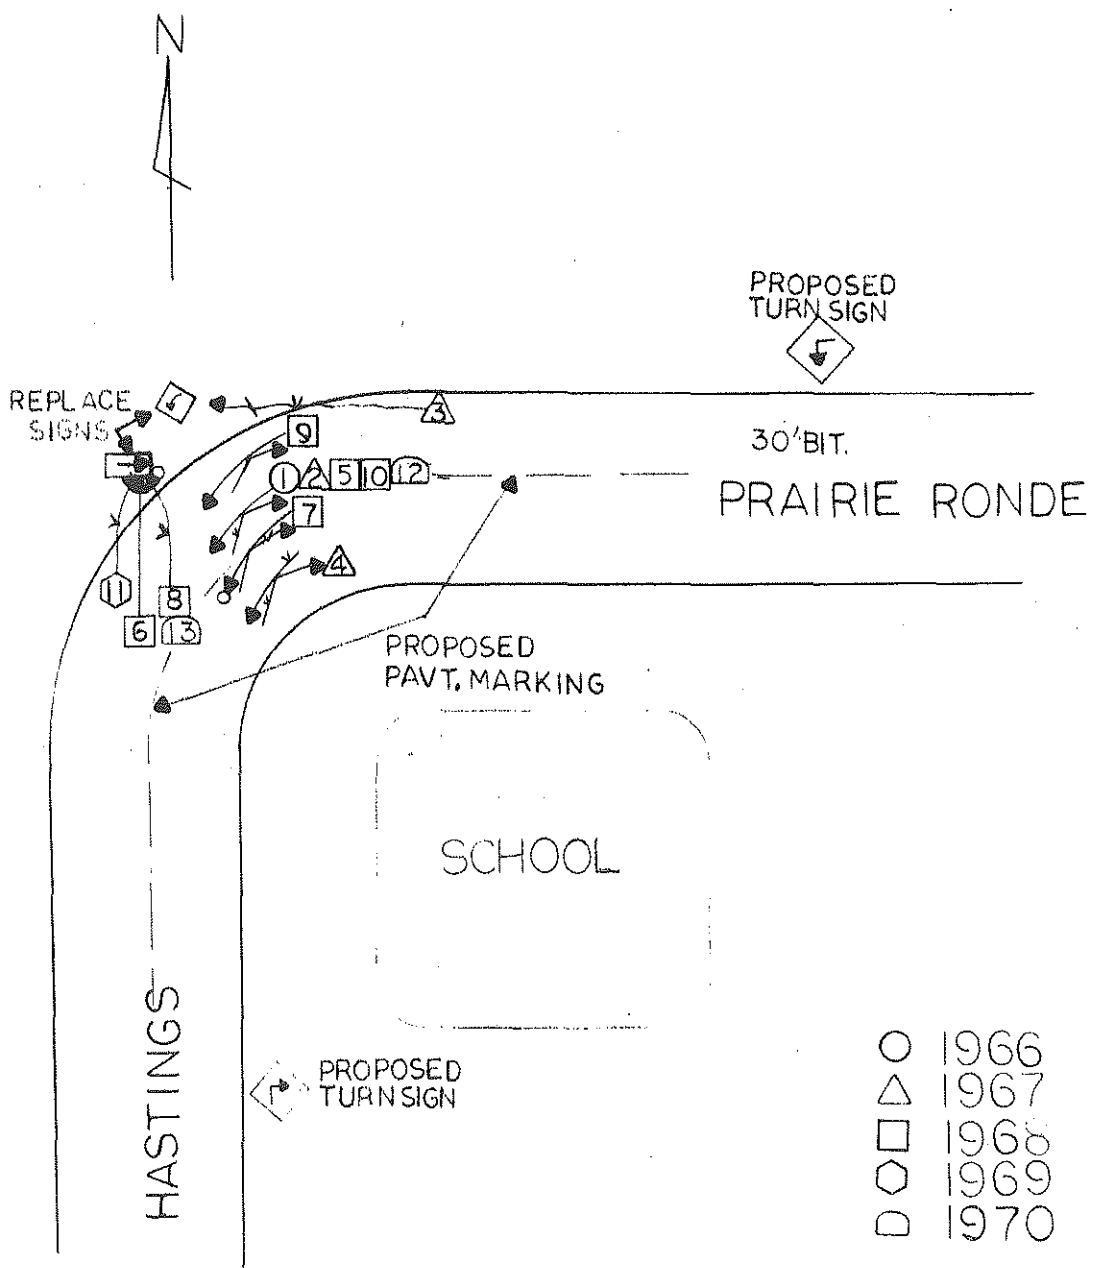 N
PROPOSED
TURN SIGN
REPLACE
SIGNS
3
9
30' BIT.
1 2 5 10 12
PRAIRIE RONDE
7
4
11
8
6 13
PROPOSED
PAVT. MARKING
SCHOOL
HASTINGS
PROPOSED
TURN SIGN
1966
1967
1968
1969
1970